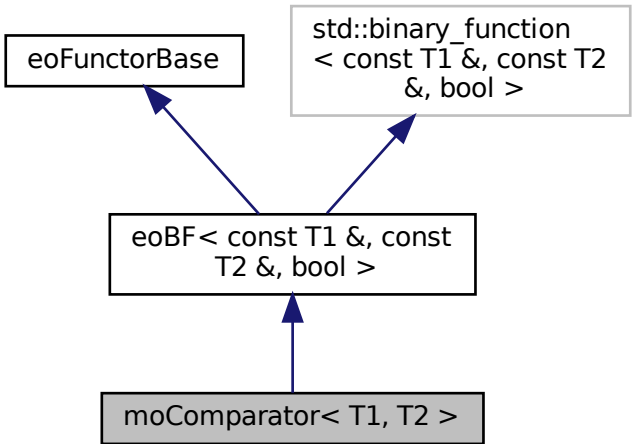 eoFunctorBase
std::binary_function
< const T1 &, const T2
&, bool >
eoBF< const T1 &, const
T2 &, bool >
moComparator< T1, T2 >